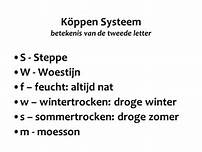 Köppen Systeem
betekenis van de tweede letter
•S - Steppe
•W - Woestijn
•f – feucht: altijd nat
•w – wintertrocken: droge winter
•s – sommertrocken: droge zomer
•m - moesson